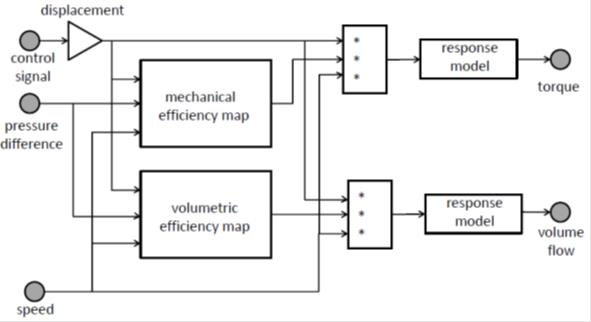 displacement
control
signal
pressure
difference
speed
mechanical
efficiency map
volumetric
efficiency map
*
*
*
*
*
*
response
model
response
model
torque
volume
flow